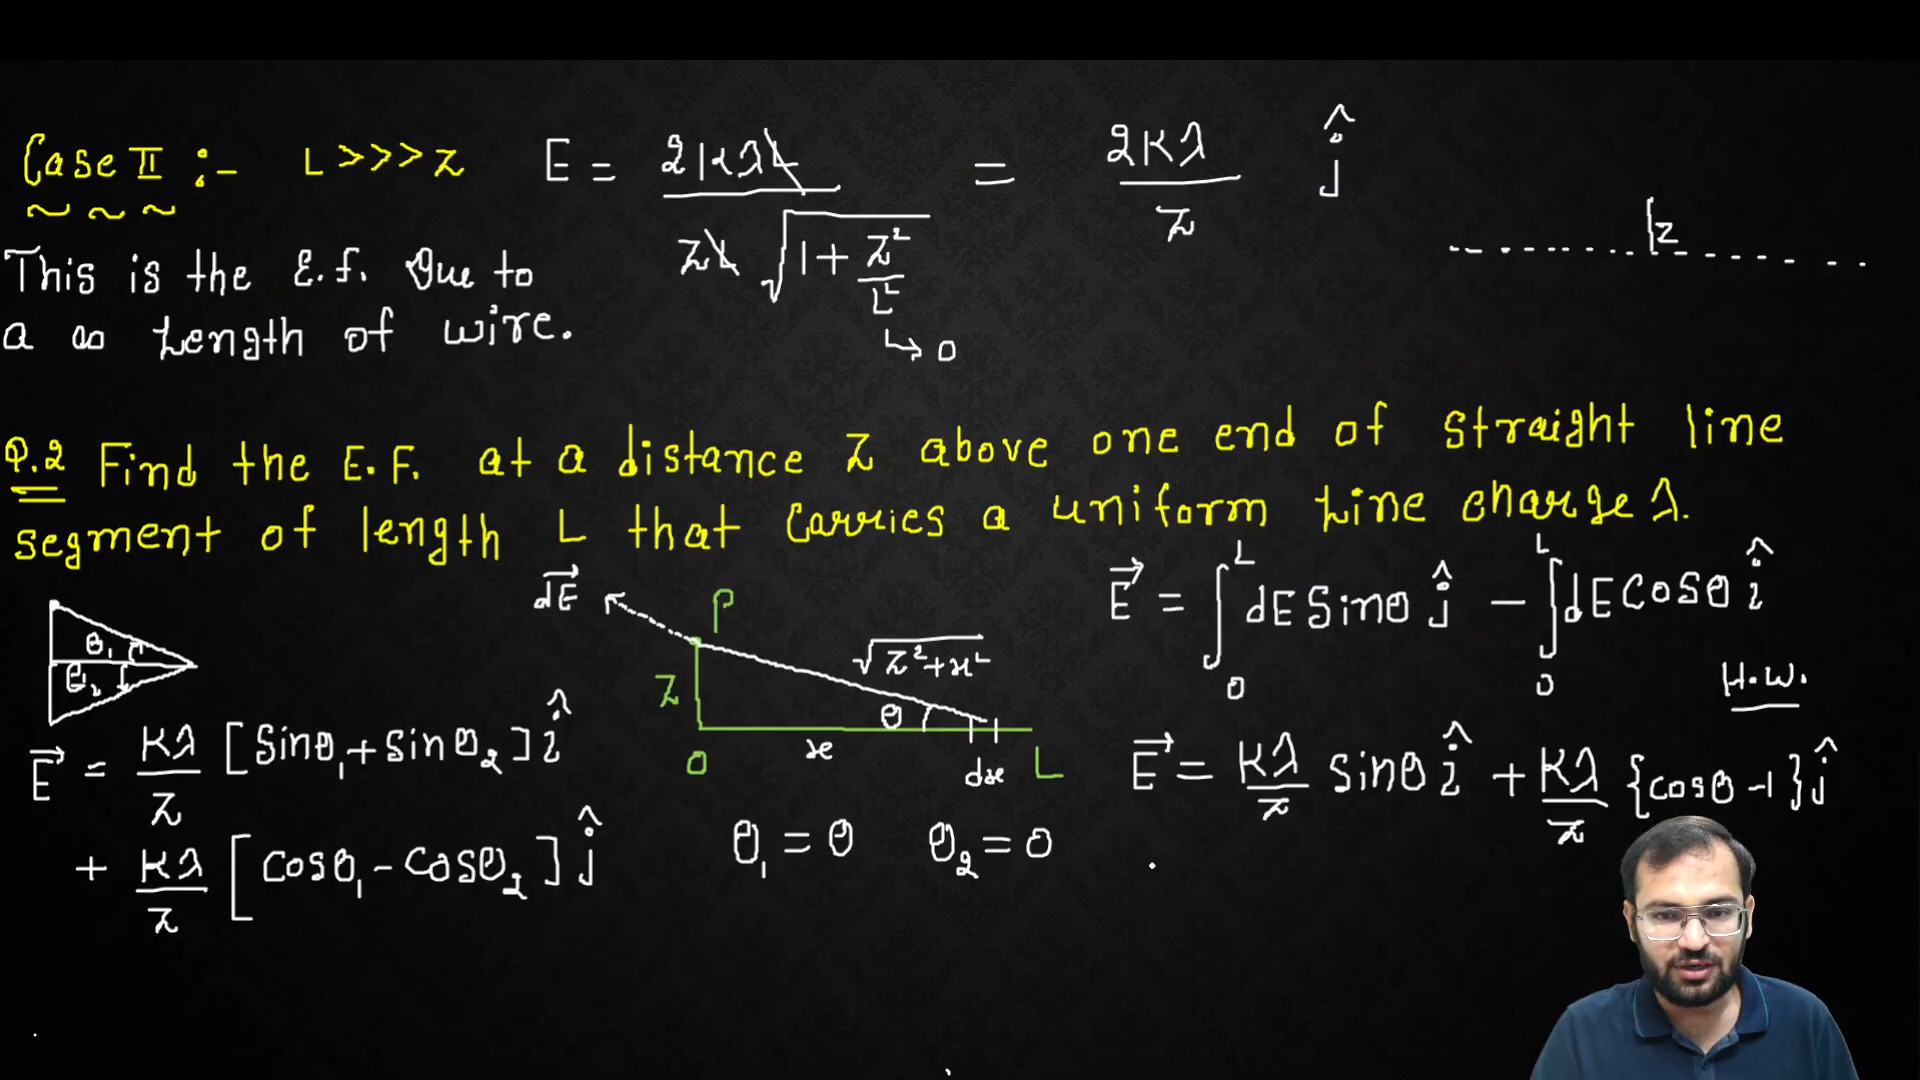 Case II :- L >>> z E = 2KλL / zL √(1 + z²/L²) = 2Kλ / z ĵ
↳ 0
z
This is the E.f. Due to
a ∞ Length of wire.
Q.2 Find the E.F. at a distance z above one end of straight line
segment of length L that carries a uniform Line charge λ.
θ₁
θ₂
dE⃗
P
z
√(z²+x²)
θ
O
x
dx
L
E⃗ = ∫₀ᴸ dE Sinθ ĵ − ∫₀ᴸ dE Cosθ î
H.W.
E⃗ = Kλ/z [Sinθ₁ + sinθ₂] î
+ Kλ/z [Cosθ₁ − Cosθ₂] ĵ
θ₁ = θ θ₂ = 0
E⃗ = Kλ/z sinθ î + Kλ/z {cosθ − 1} ĵ